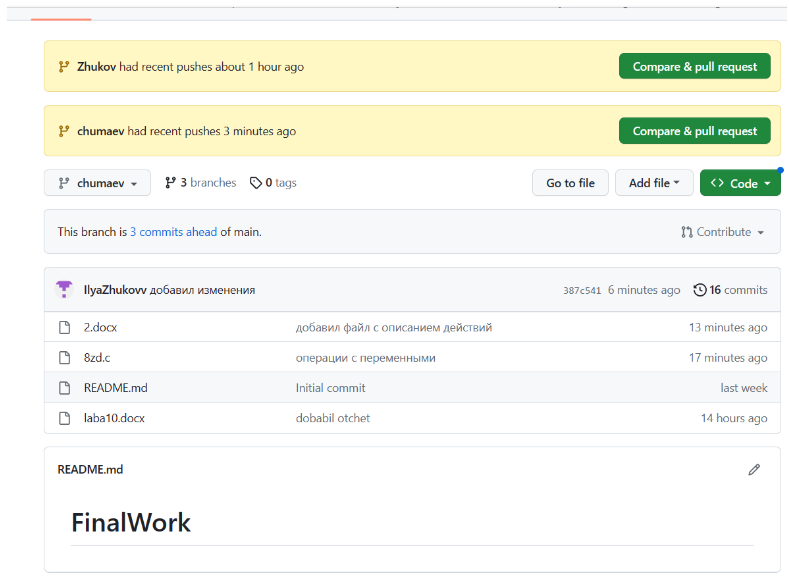 Zhukov had recent pushes about 1 hour ago
Compare & pull request
chumaev had recent pushes 3 minutes ago
Compare & pull request
chumaev 3 branches 0 tags Go to file Add file Code
This branch is 3 commits ahead of main. Contribute
IlyaZhukovv добавил изменения 387c541 6 minutes ago 16 commits
2.docx добавил файл с описанием действий 13 minutes ago
8zd.c операции с переменными 17 minutes ago
README.md Initial commit last week
laba10.docx dobabil otchet 14 hours ago
README.md
FinalWork